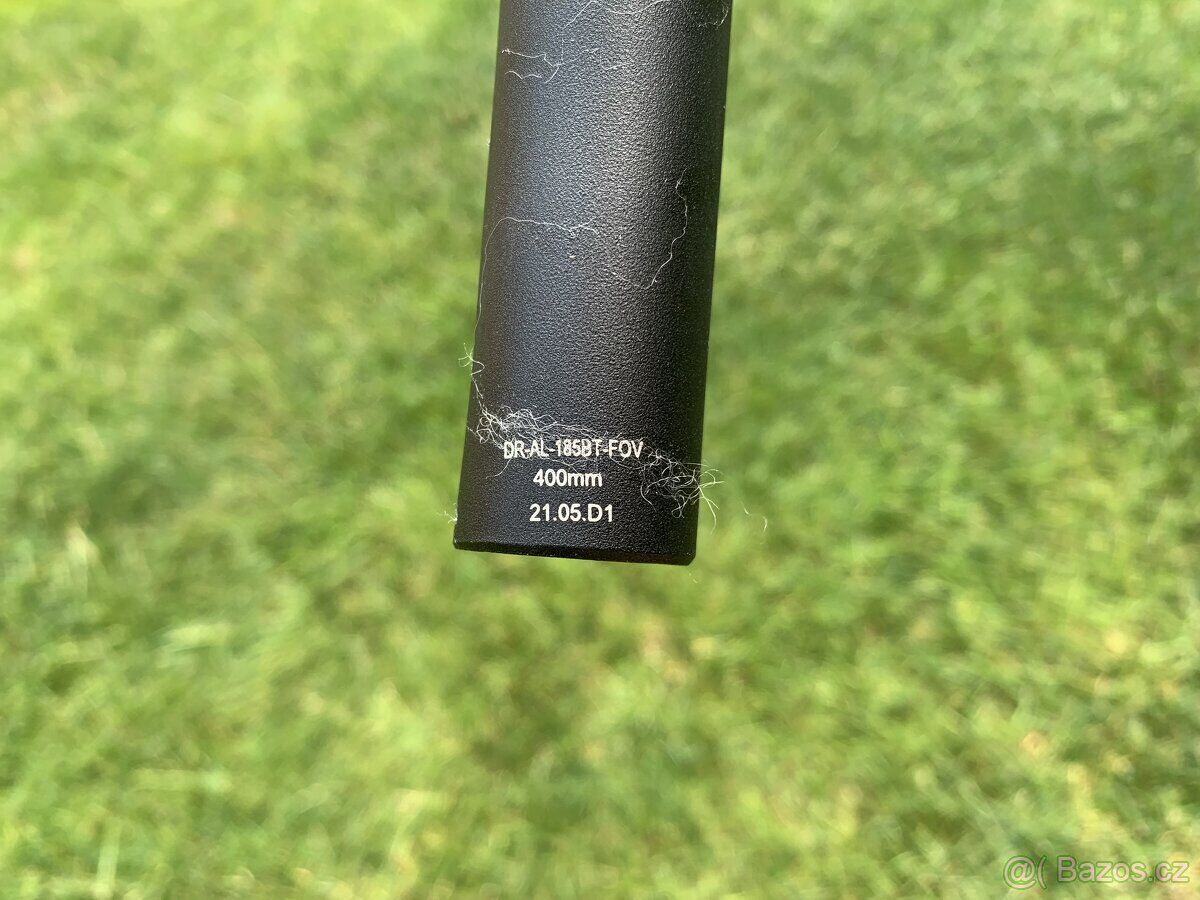 DR-AL-185BT-FOV
400mm
21.05.D1
@( Bazos.cz